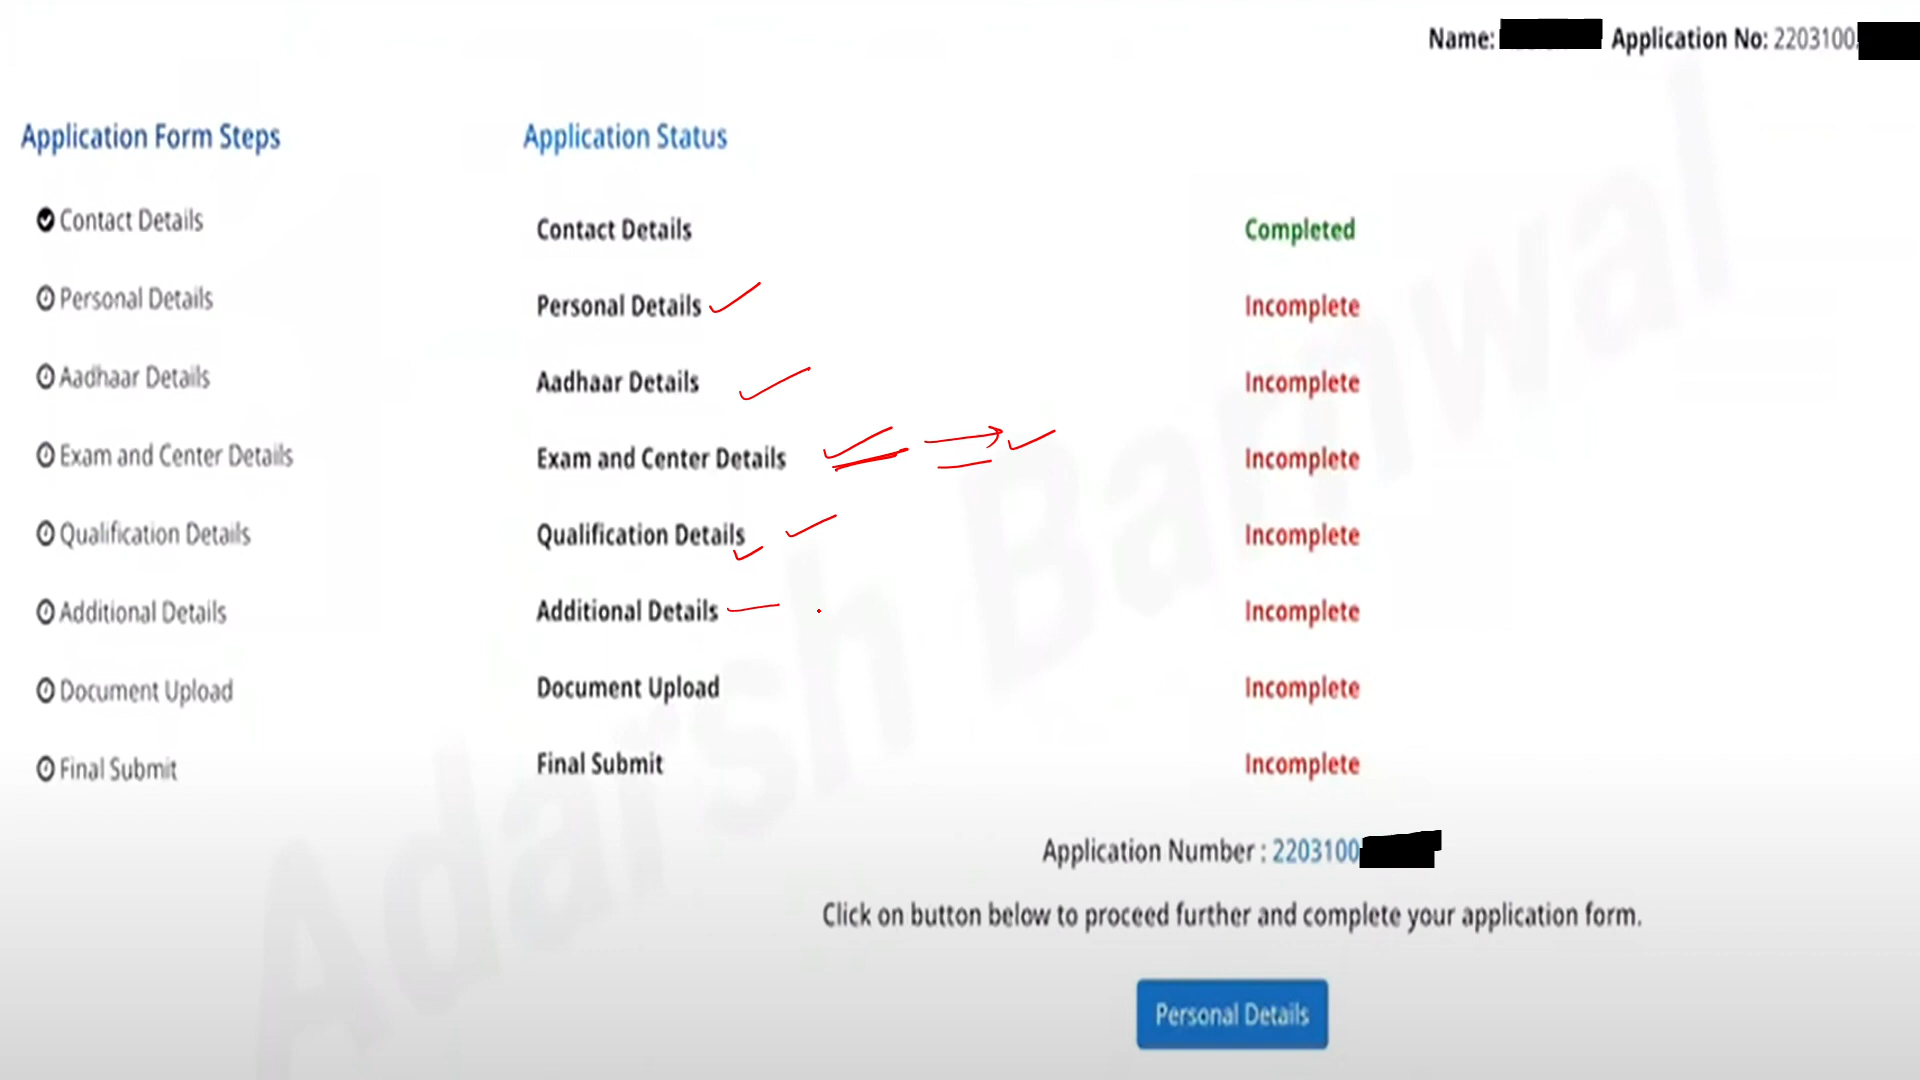 Name: Application No: 2203100
Application Form Steps
Contact Details
Personal Details
Aadhaar Details
Exam and Center Details
Qualification Details
Additional Details
Document Upload
Final Submit
Application Status
Contact Details Completed
Personal Details Incomplete
Aadhaar Details Incomplete
Exam and Center Details Incomplete
Qualification Details Incomplete
Additional Details Incomplete
Document Upload Incomplete
Final Submit Incomplete
Application Number : 2203100
Click on button below to proceed further and complete your application form.
Personal Details
Adarsh Barnwal